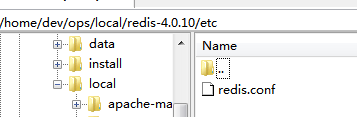 /home/dev/ops/local/redis-4.0.10/etc
data
install
local
apache-ma
Name
..
redis.conf